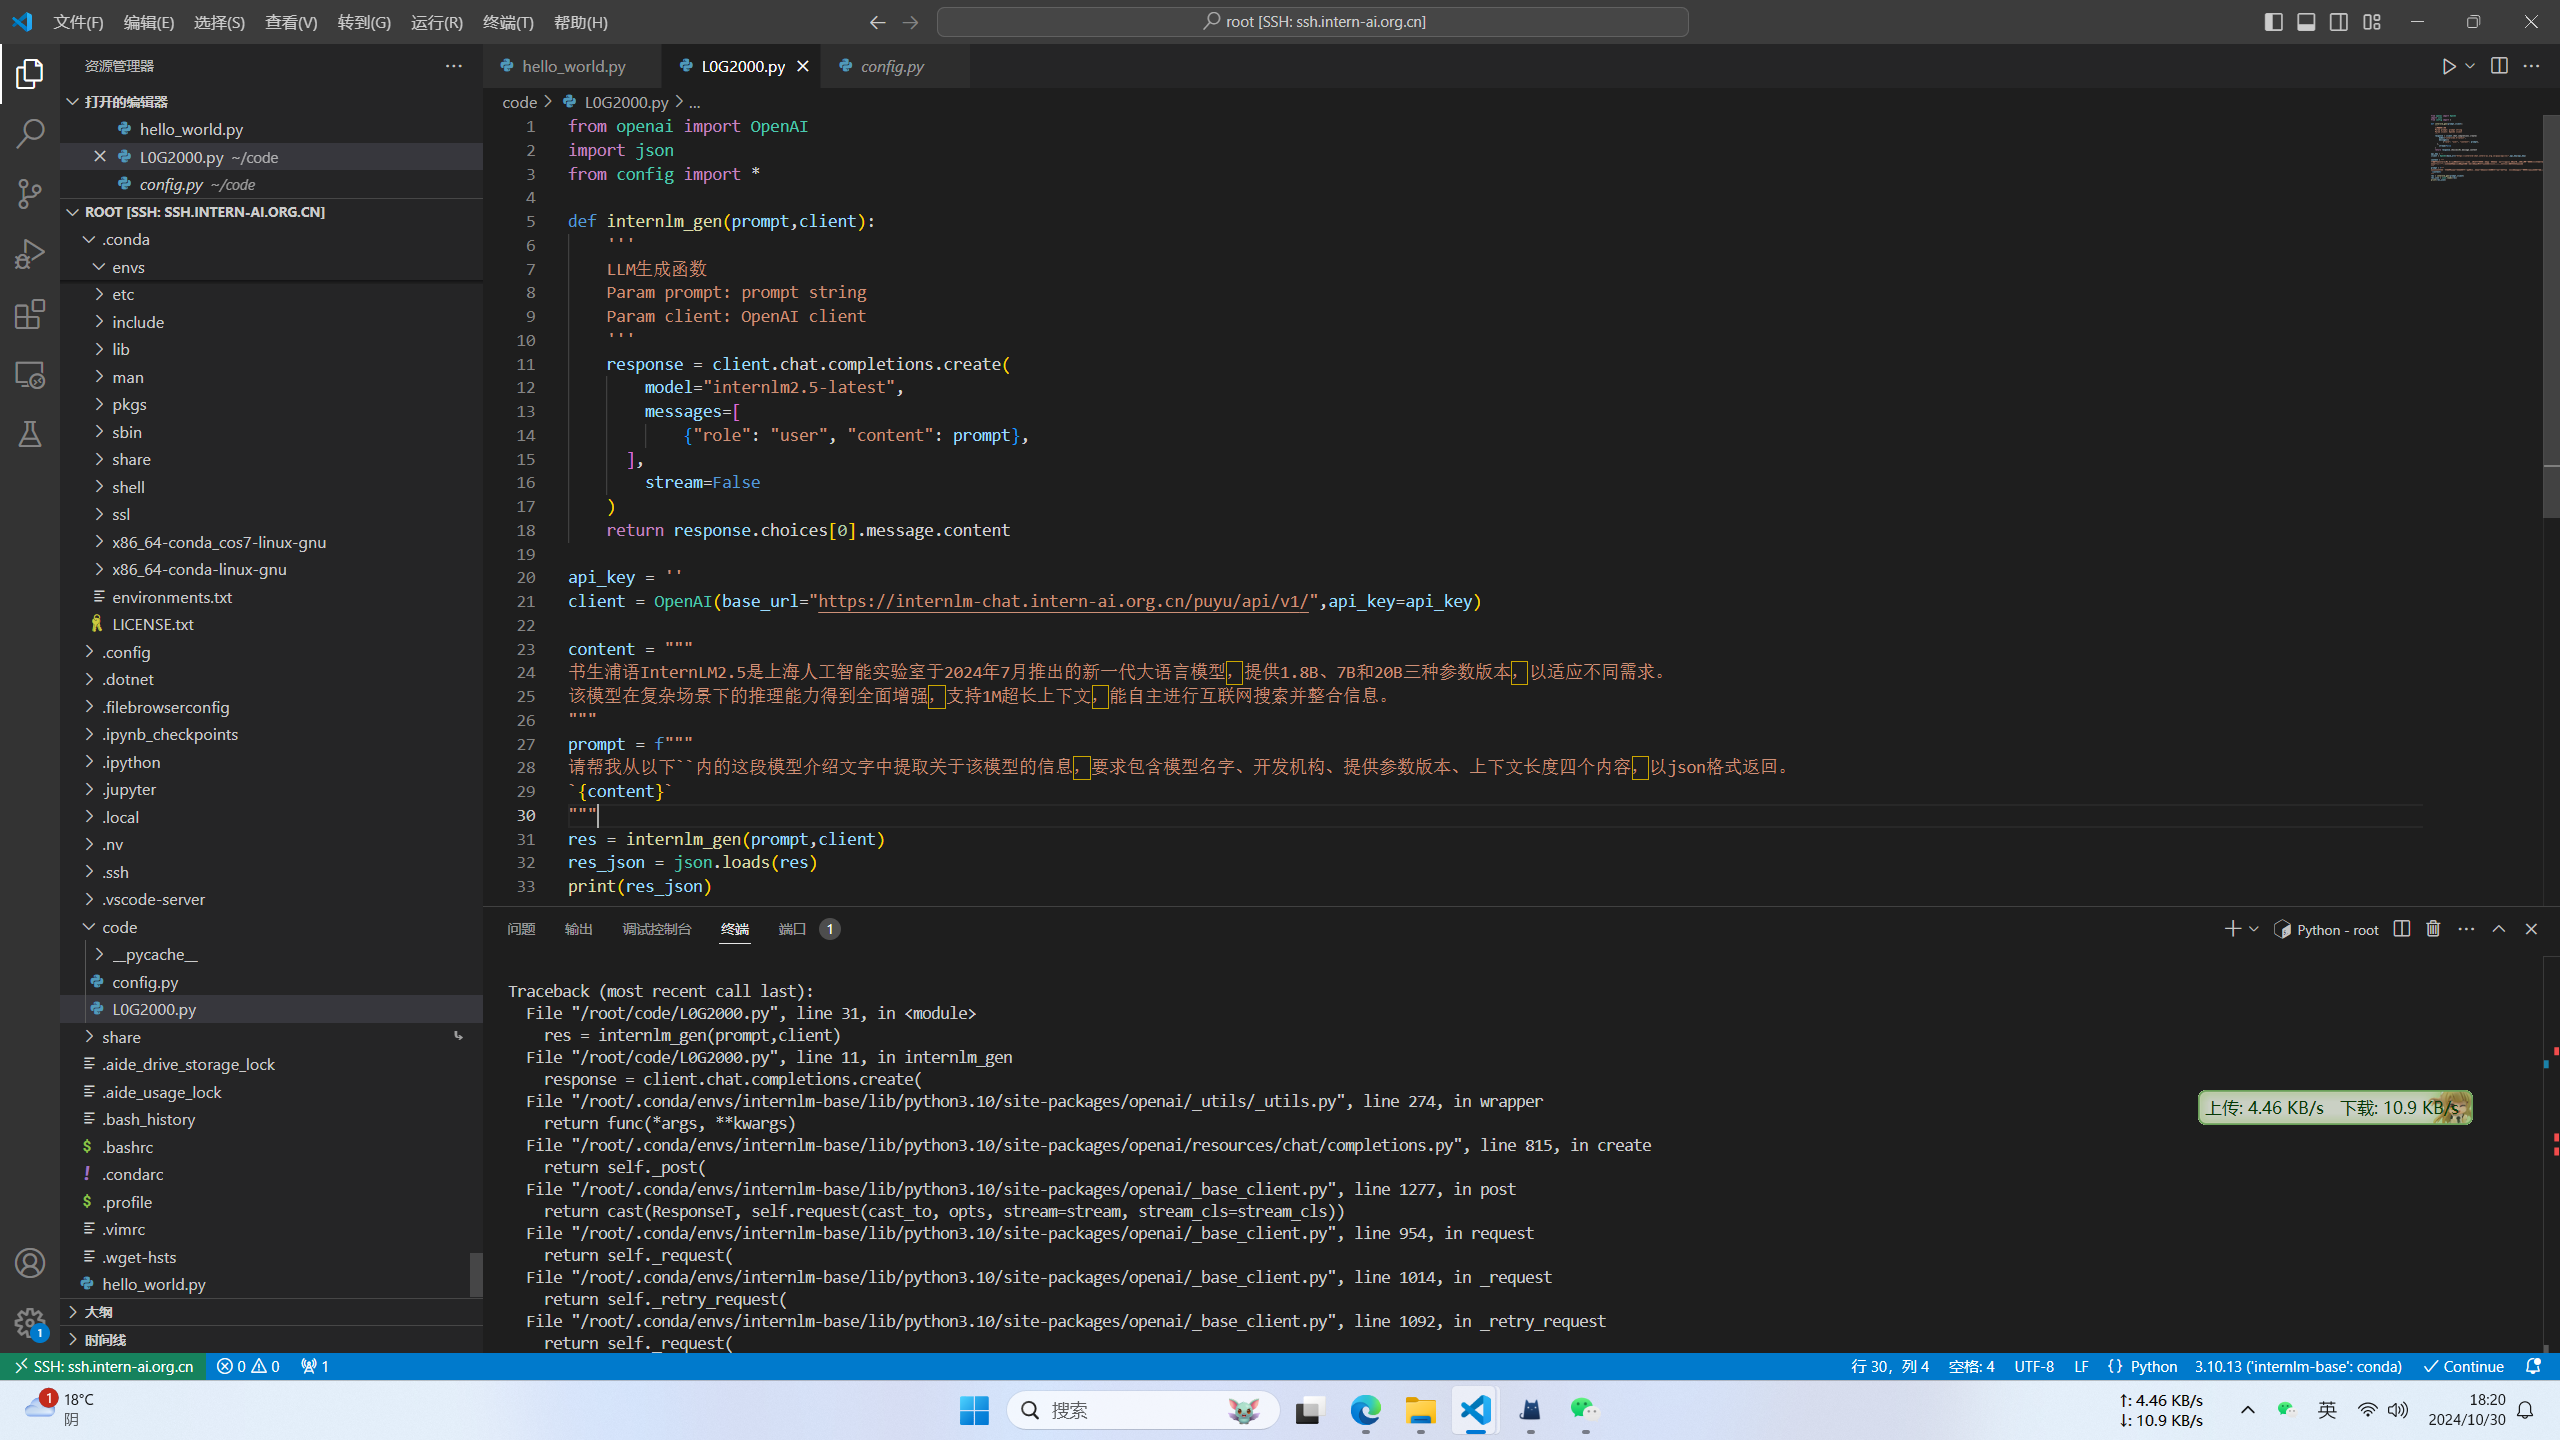 文件(F) 编辑(E) 选择(S) 查看(V) 转到(G) 运行(R) 终端(T) 帮助(H)
root [SSH: ssh.intern-ai.org.cn]
资源管理器
打开的编辑器
hello_world.py
L0G2000.py ~/code
config.py ~/code
ROOT [SSH: SSH.INTERN-AI.ORG.CN]
.conda
envs
etc
include
lib
man
pkgs
sbin
share
shell
ssl
x86_64-conda_cos7-linux-gnu
x86_64-conda-linux-gnu
environments.txt
LICENSE.txt
.config
.dotnet
.filebrowserconfig
.ipynb_checkpoints
.ipython
.jupyter
.local
.nv
.ssh
.vscode-server
code
__pycache__
config.py
L0G2000.py
share
.aide_drive_storage_lock
.aide_usage_lock
.bash_history
.bashrc
.condarc
.profile
.vimrc
.wget-hsts
hello_world.py
大纲
时间线
hello_world.py L0G2000.py config.py
code > L0G2000.py > ...
1 from openai import OpenAI
2 import json
3 from config import *
4
5 def internlm_gen(prompt,client):
6 '''
7 LLM生成函数
8 Param prompt: prompt string
9 Param client: OpenAI client
10 '''
11 response = client.chat.completions.create(
12 model="internlm2.5-latest",
13 messages=[
14 {"role": "user", "content": prompt},
15 ],
16 stream=False
17 )
18 return response.choices[0].message.content
19
20 api_key = ''
21 client = OpenAI(base_url="https://internlm-chat.intern-ai.org.cn/puyu/api/v1/",api_key=api_key)
22
23 content = """
24 书生浦语InternLM2.5是上海人工智能实验室于2024年7月推出的新一代大语言模型，提供1.8B、7B和20B三种参数版本，以适应不同需求。
25 该模型在复杂场景下的推理能力得到全面增强，支持1M超长上下文，能自主进行互联网搜索并整合信息。
26 """
27 prompt = f"""
28 请帮我从以下``内的这段模型介绍文字中提取关于该模型的信息，要求包含模型名字、开发机构、提供参数版本、上下文长度四个内容，以json格式返回。
29 `{content}`
30 """
31 res = internlm_gen(prompt,client)
32 res_json = json.loads(res)
33 print(res_json)
问题 输出 调试控制台 终端 端口 1
Python - root
Traceback (most recent call last):
File "/root/code/L0G2000.py", line 31, in <module>
res = internlm_gen(prompt,client)
File "/root/code/L0G2000.py", line 11, in internlm_gen
response = client.chat.completions.create(
File "/root/.conda/envs/internlm-base/lib/python3.10/site-packages/openai/_utils/_utils.py", line 274, in wrapper
return func(*args, **kwargs)
File "/root/.conda/envs/internlm-base/lib/python3.10/site-packages/openai/resources/chat/completions.py", line 815, in create
return self._post(
File "/root/.conda/envs/internlm-base/lib/python3.10/site-packages/openai/_base_client.py", line 1277, in post
return cast(ResponseT, self.request(cast_to, opts, stream=stream, stream_cls=stream_cls))
File "/root/.conda/envs/internlm-base/lib/python3.10/site-packages/openai/_base_client.py", line 954, in request
return self._request(
File "/root/.conda/envs/internlm-base/lib/python3.10/site-packages/openai/_base_client.py", line 1014, in _request
return self._retry_request(
File "/root/.conda/envs/internlm-base/lib/python3.10/site-packages/openai/_base_client.py", line 1092, in _retry_request
return self._request(
上传: 4.46 KB/s 下载: 10.9 KB/s
1
SSH: ssh.intern-ai.org.cn 0 0 1
行 30，列 4 空格: 4 UTF-8 LF {} Python 3.10.13 ('internlm-base': conda) Continue
1 18°C
阴
搜索
↑: 4.46 KB/s
↓: 10.9 KB/s
英
18:20
2024/10/30